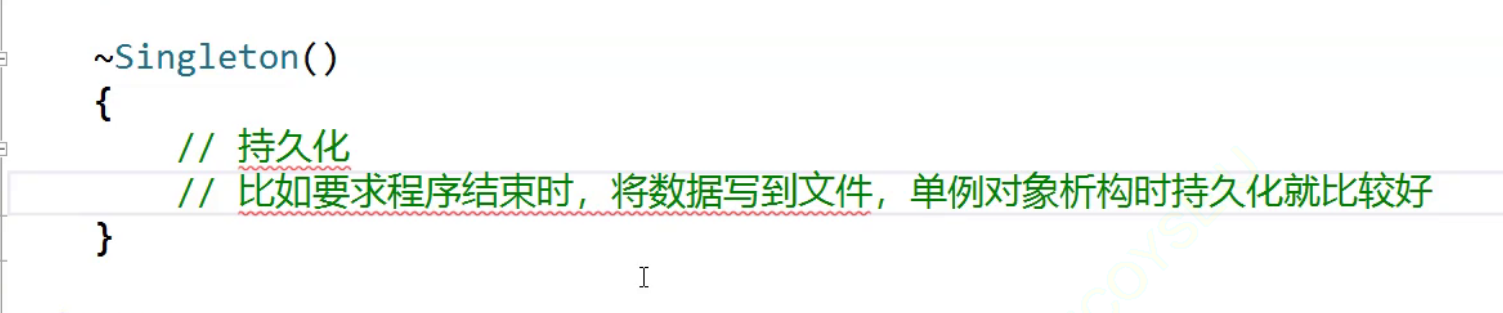 ~Singleton()
{
// 持久化
// 比如要求程序结束时，将数据写到文件，单例对象析构时持久化就比较好
}